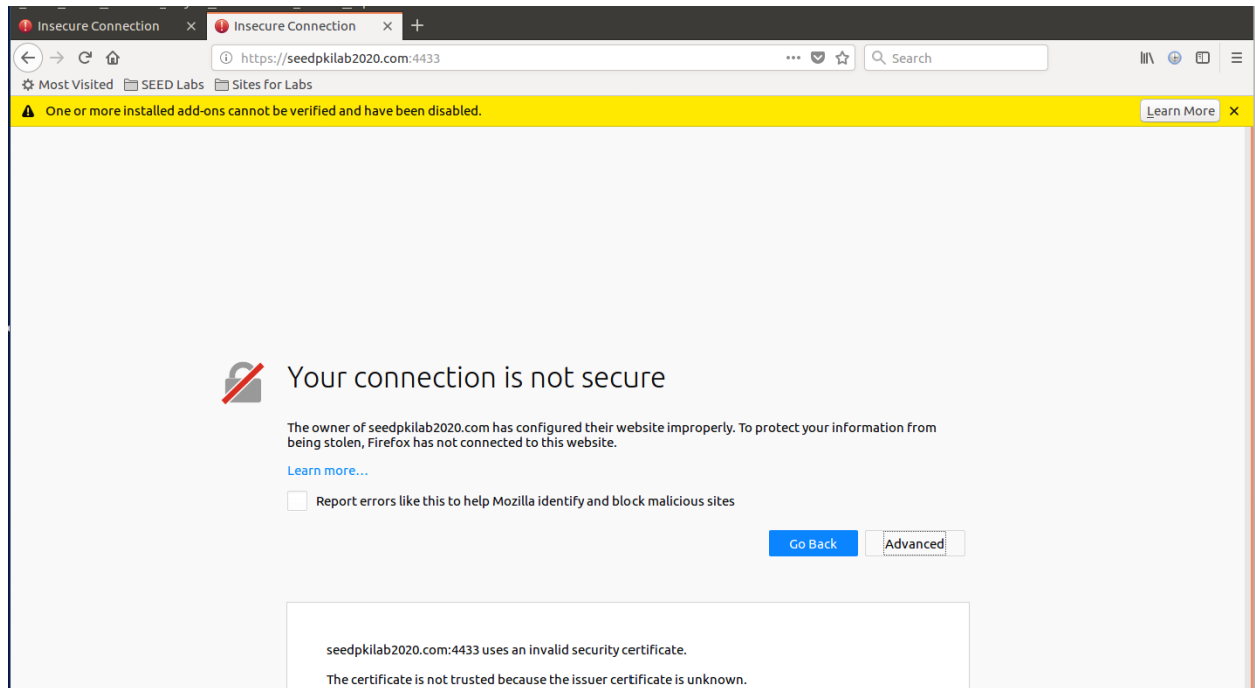 Insecure Connection
Insecure Connection
https://seedpkilab2020.com:4433
Search
Most Visited SEED Labs Sites for Labs
One or more installed add-ons cannot be verified and have been disabled.
Learn More
Your connection is not secure
The owner of seedpkilab2020.com has configured their website improperly. To protect your information from
being stolen, Firefox has not connected to this website.
Learn more…
Report errors like this to help Mozilla identify and block malicious sites
Go Back
Advanced
seedpkilab2020.com:4433 uses an invalid security certificate.
The certificate is not trusted because the issuer certificate is unknown.